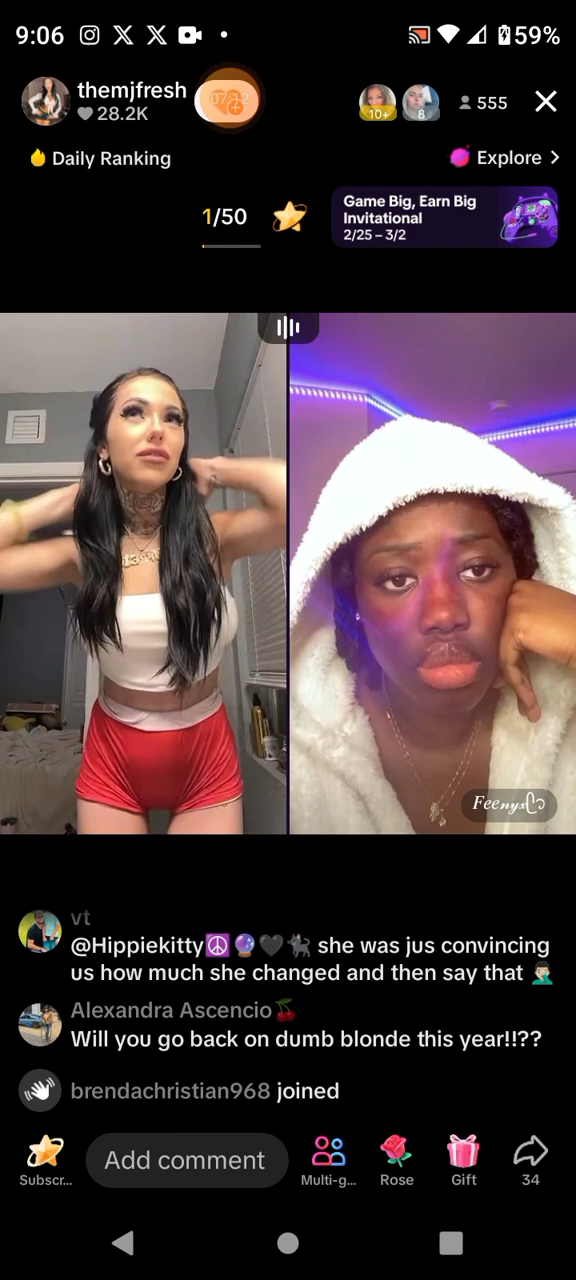 9:06
59%
themjfresh
28.2K
07:12
10+
8
555
Daily Ranking
Explore >
1/50
Game Big, Earn Big
Invitational
2/25 – 3/2
Feenyx
vt
@Hippiekitty☮️🔮🖤🐈‍⬛ she was jus convincing
us how much she changed and then say that 🤦🏻‍♂️
Alexandra Ascencio🍒
Will you go back on dumb blonde this year!!??
brendachristian968 joined
Add comment
Subscr...
Multi-g...
Rose
Gift
34